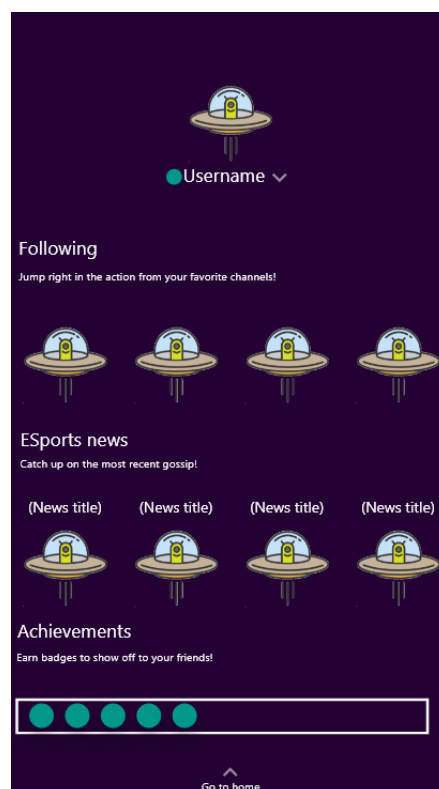 Username
Following
Jump right in the action from your favorite channels!
ESports news
Catch up on the most recent gossip!
(News title) (News title) (News title) (News title)
Achievements
Earn badges to show off to your friends!
Go to home